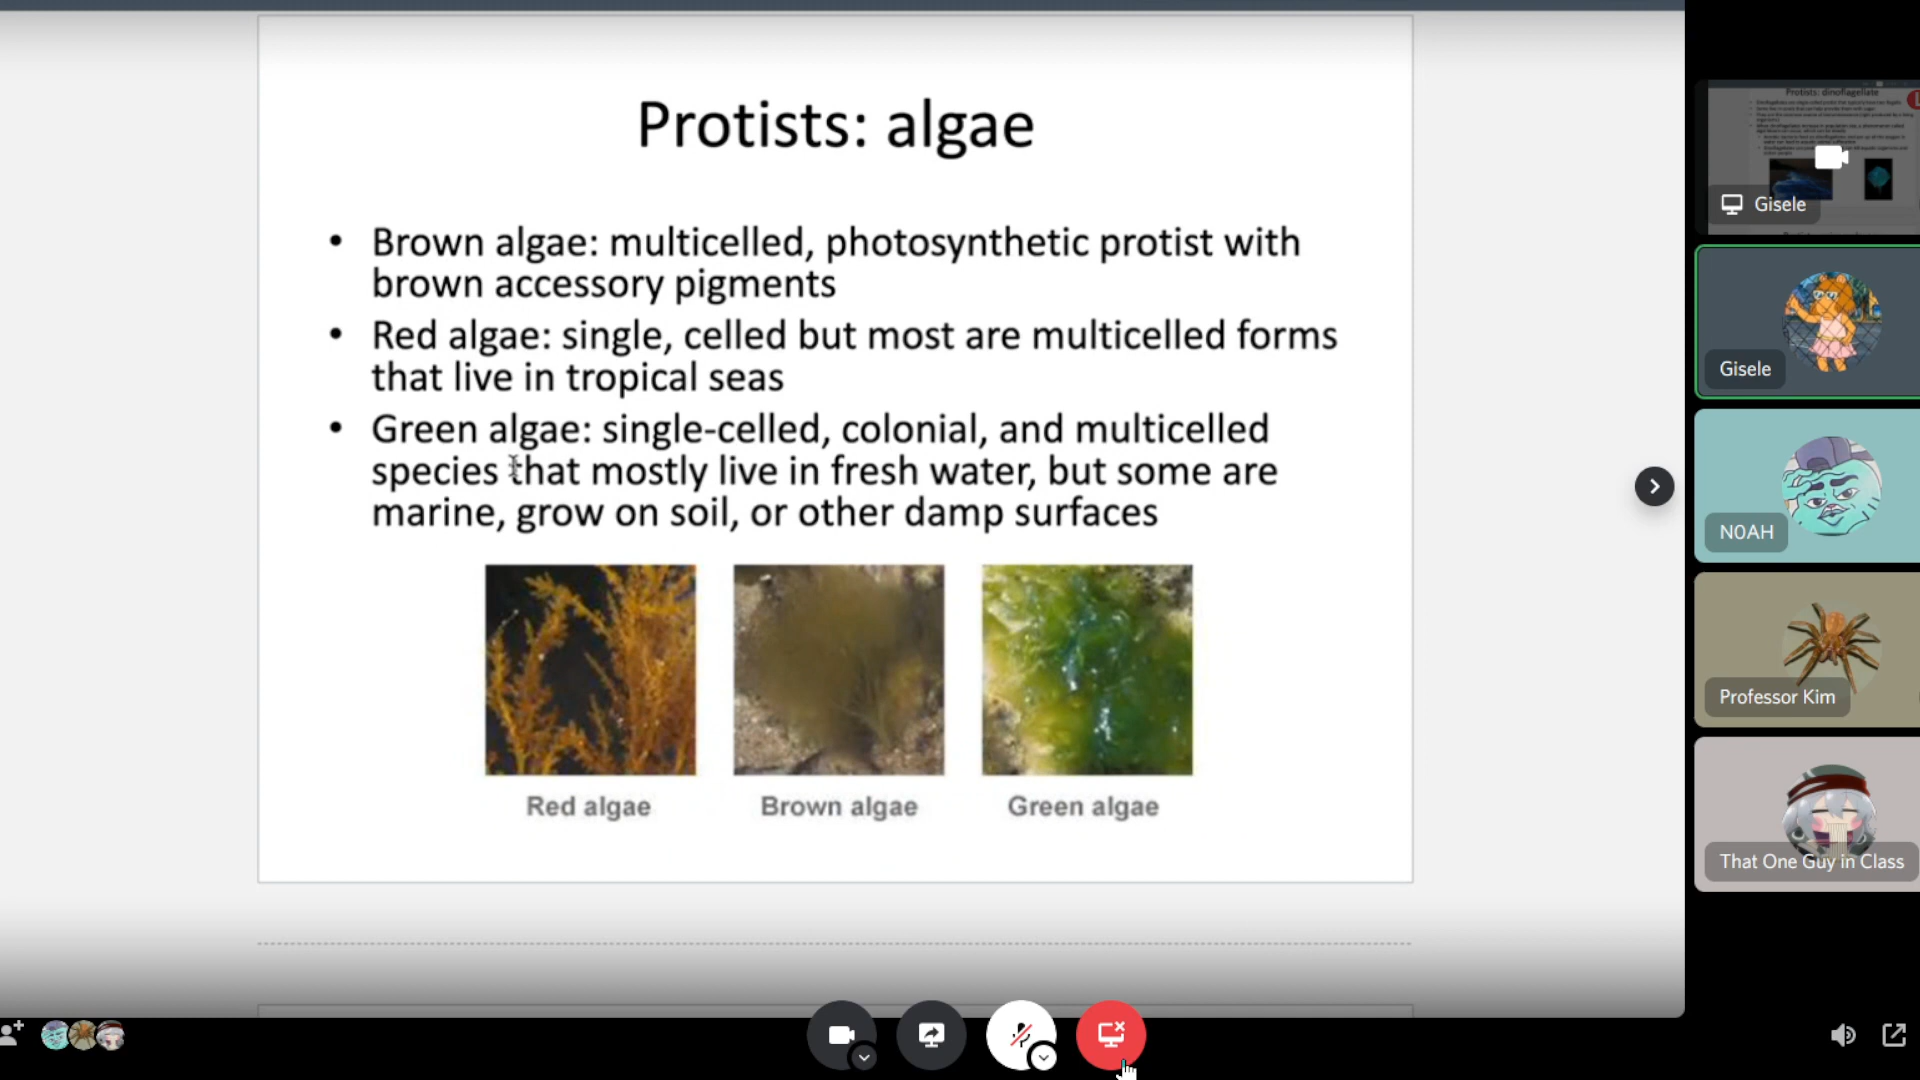 Protists: algae
• Brown algae: multicelled, photosynthetic protist with
brown accessory pigments
• Red algae: single, celled but most are multicelled forms
that live in tropical seas
• Green algae: single-celled, colonial, and multicelled
species that mostly live in fresh water, but some are
marine, grow on soil, or other damp surfaces
Red algae
Brown algae
Green algae
Protists: dinoflagellate
Gisele
Gisele
NOAH
Professor Kim
That One Guy in Class